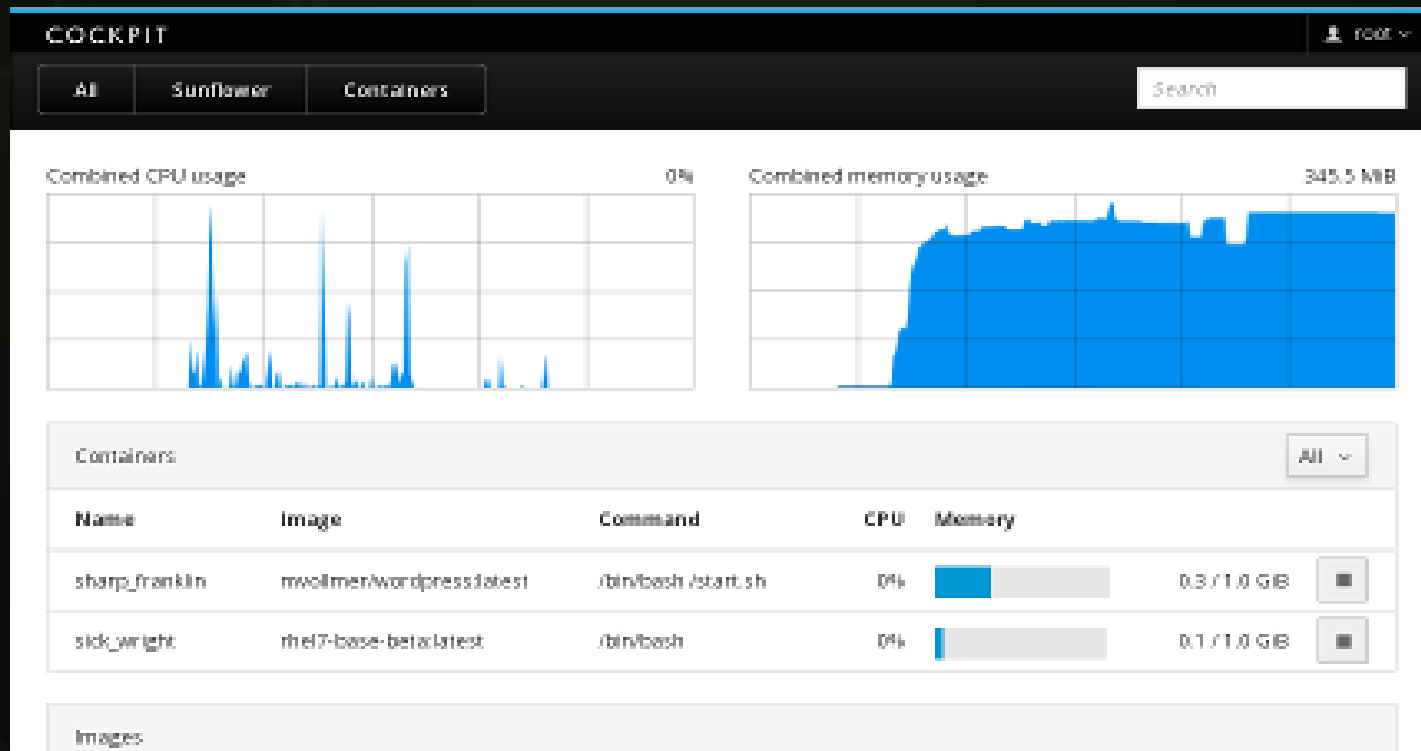 COCKPIT
root
All Sunflower Containers
Search
Combined CPU usage 0%
Combined memory usage 345.5 MiB
Containers
All
Name Image Command CPU Memory
sharp_franklin mvollmer/wordpress:latest /bin/bash /start.sh 0% 0.3 / 1.0 GiB
sick_wright rhel7-base-beta:latest /bin/bash 0% 0.1 / 1.0 GiB
Images